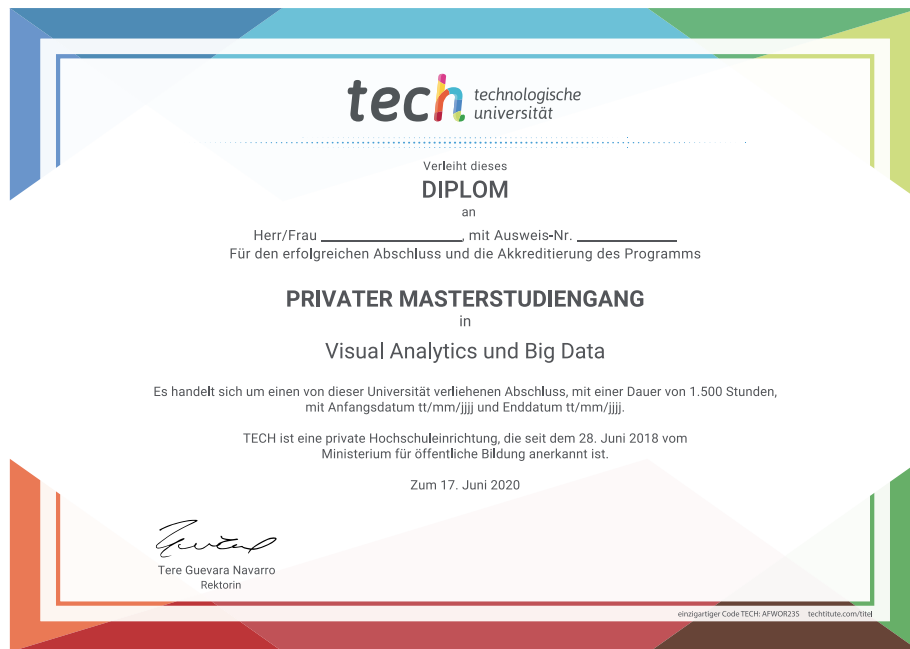 tech technologische
universität
Verleiht dieses
DIPLOM
an
Herr/Frau ____________________, mit Ausweis-Nr. ______________
Für den erfolgreichen Abschluss und die Akkreditierung des Programms
PRIVATER MASTERSTUDIENGANG
in
Visual Analytics und Big Data
Es handelt sich um einen von dieser Universität verliehenen Abschluss, mit einer Dauer von 1.500 Stunden,
mit Anfangsdatum tt/mm/jjjj und Enddatum tt/mm/jjjj.
TECH ist eine private Hochschuleinrichtung, die seit dem 28. Juni 2018 vom
Ministerium für öffentliche Bildung anerkannt ist.
Zum 17. Juni 2020
Tere Guevara Navarro
Rektorin
einzigartiger Code TECH: AFWOR23S techtitute.com/titel